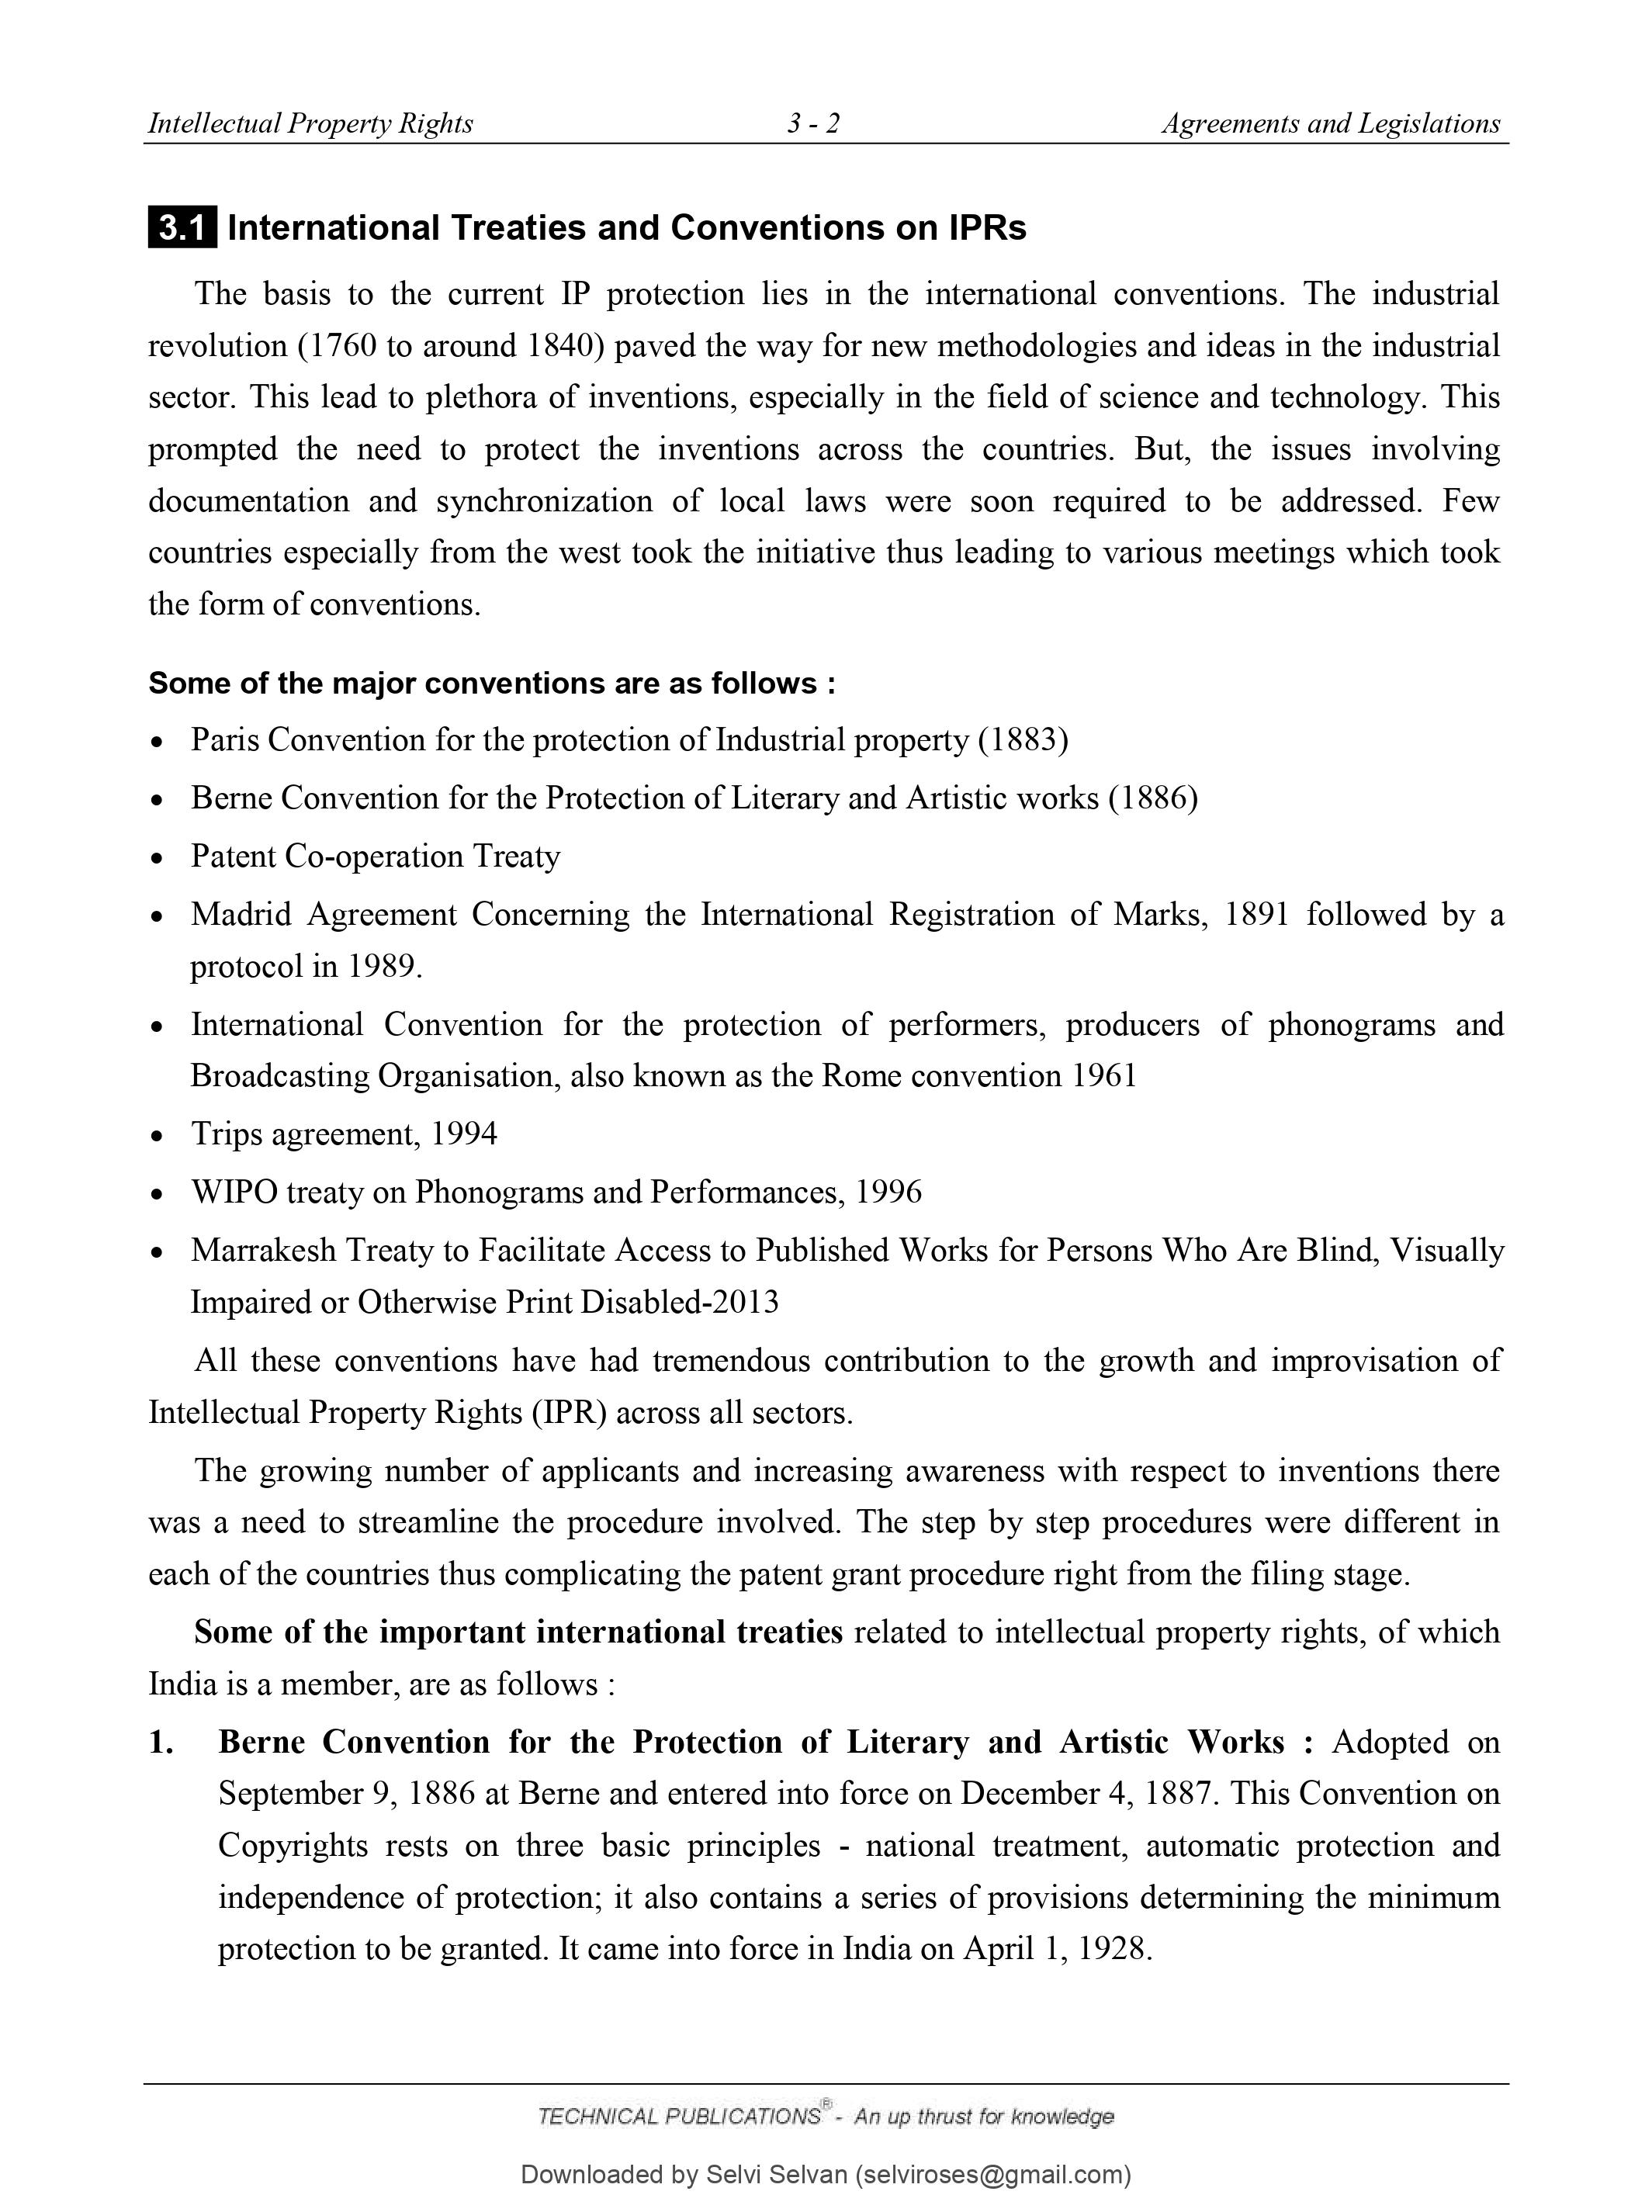 Intellectual Property Rights 3 - 2 Agreements and Legislations
3.1 International Treaties and Conventions on IPRs
The basis to the current IP protection lies in the international conventions. The industrial
revolution (1760 to around 1840) paved the way for new methodologies and ideas in the industrial
sector. This lead to plethora of inventions, especially in the field of science and technology. This
prompted the need to protect the inventions across the countries. But, the issues involving
documentation and synchronization of local laws were soon required to be addressed. Few
countries especially from the west took the initiative thus leading to various meetings which took
the form of conventions.
Some of the major conventions are as follows :
• Paris Convention for the protection of Industrial property (1883)
• Berne Convention for the Protection of Literary and Artistic works (1886)
• Patent Co-operation Treaty
• Madrid Agreement Concerning the International Registration of Marks, 1891 followed by a
protocol in 1989.
• International Convention for the protection of performers, producers of phonograms and
Broadcasting Organisation, also known as the Rome convention 1961
• Trips agreement, 1994
• WIPO treaty on Phonograms and Performances, 1996
• Marrakesh Treaty to Facilitate Access to Published Works for Persons Who Are Blind, Visually
Impaired or Otherwise Print Disabled-2013
All these conventions have had tremendous contribution to the growth and improvisation of
Intellectual Property Rights (IPR) across all sectors.
The growing number of applicants and increasing awareness with respect to inventions there
was a need to streamline the procedure involved. The step by step procedures were different in
each of the countries thus complicating the patent grant procedure right from the filing stage.
Some of the important international treaties related to intellectual property rights, of which
India is a member, are as follows :
1. Berne Convention for the Protection of Literary and Artistic Works : Adopted on
September 9, 1886 at Berne and entered into force on December 4, 1887. This Convention on
Copyrights rests on three basic principles - national treatment, automatic protection and
independence of protection; it also contains a series of provisions determining the minimum
protection to be granted. It came into force in India on April 1, 1928.
TECHNICAL PUBLICATIONS® - An up thrust for knowledge
Downloaded by Selvi Selvan (selviroses@gmail.com)